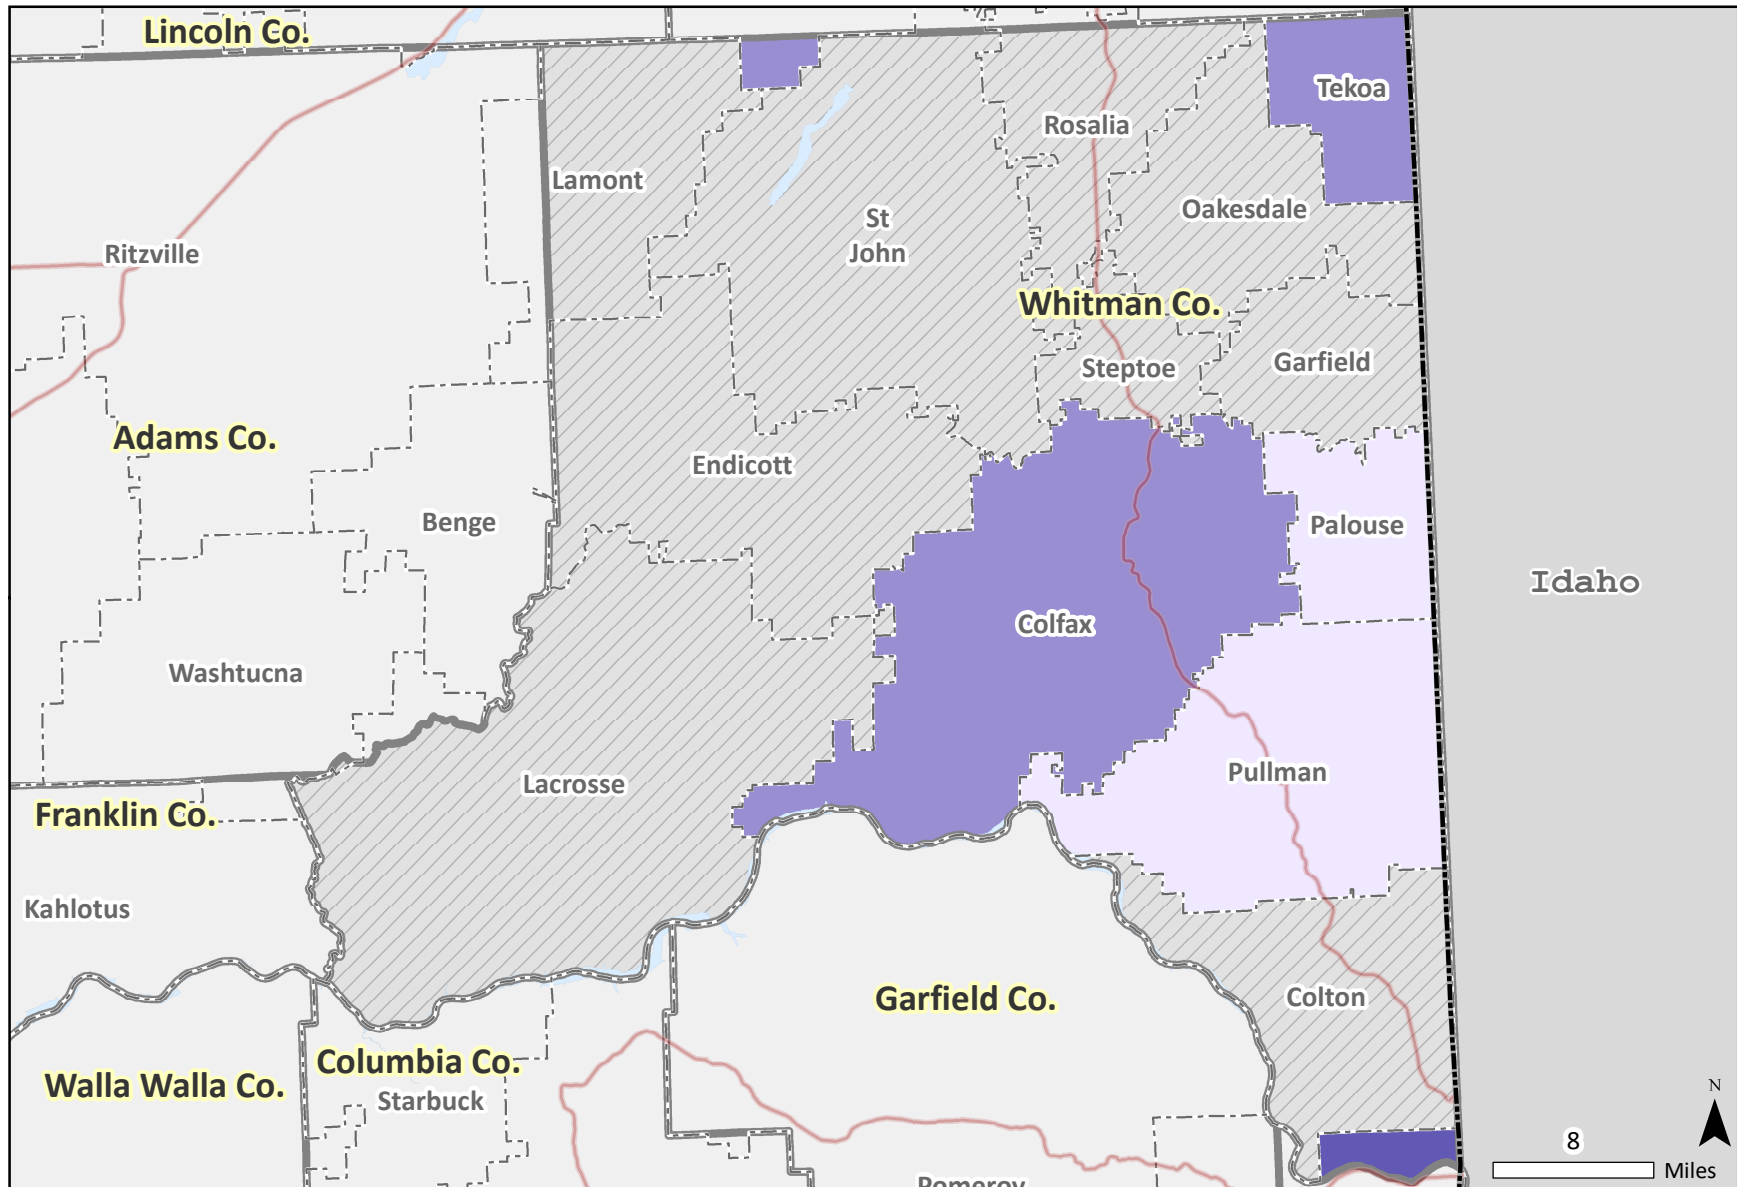 Lincoln Co.
Tekoa
Rosalia
Lamont
Oakesdale
St
John
Ritzville
Whitman Co.
Steptoe
Garfield
Adams Co.
Endicott
Benge
Palouse
Idaho
Colfax
Washtucna
Pullman
Lacrosse
Franklin Co.
Kahlotus
Garfield Co.
Colton
Columbia Co.
Walla Walla Co.
Starbuck
N
8
Miles
Pomeroy